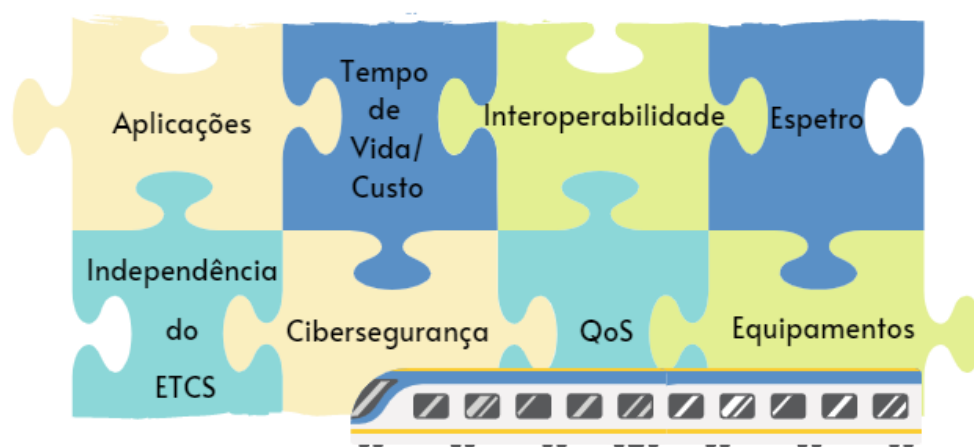 Aplicações
Tempo
de
Vida/
Custo
Interoperabilidade
Espetro
Independência
do
ETCS
Cibersegurança
QoS
Equipamentos